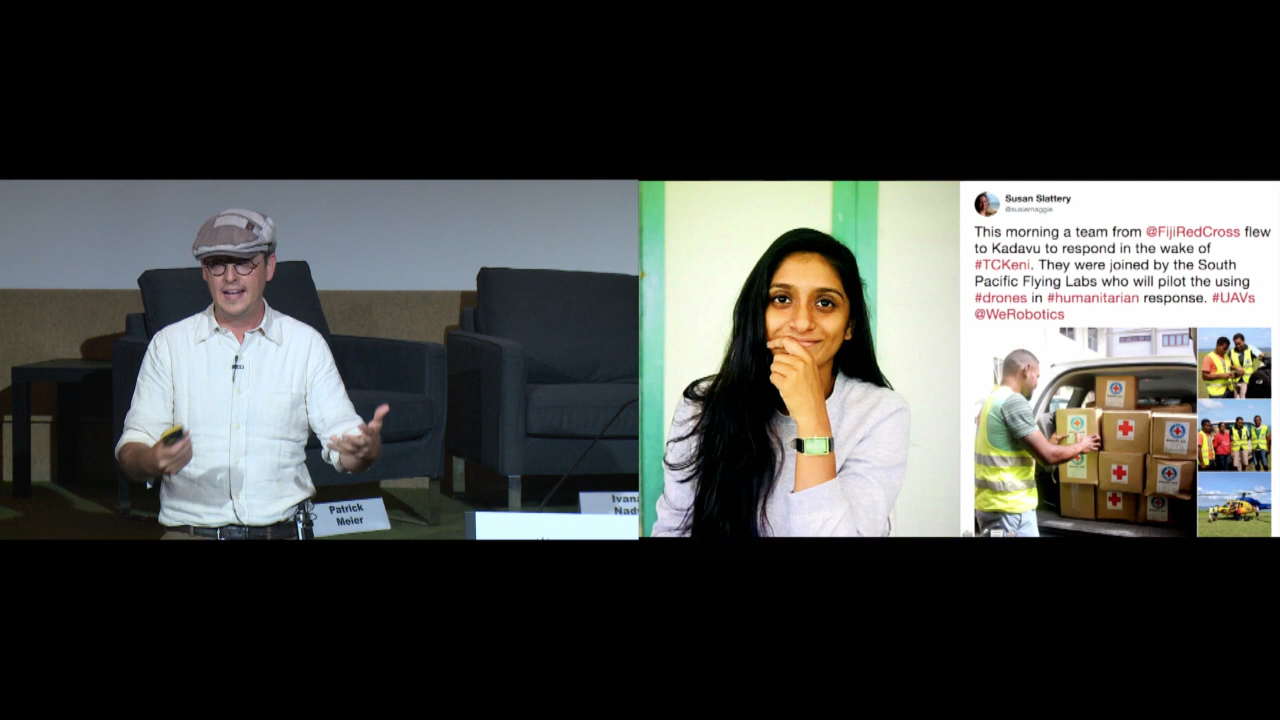 Patrick
Meier
Ivana
Susan Slattery
@susiemaggie
This morning a team from @FijiRedCross flew
to Kadavu to respond in the wake of
#TCKeni. They were joined by the South
Pacific Flying Labs who will pilot the using
#drones in #humanitarian response. #UAVs
@WeRobotics